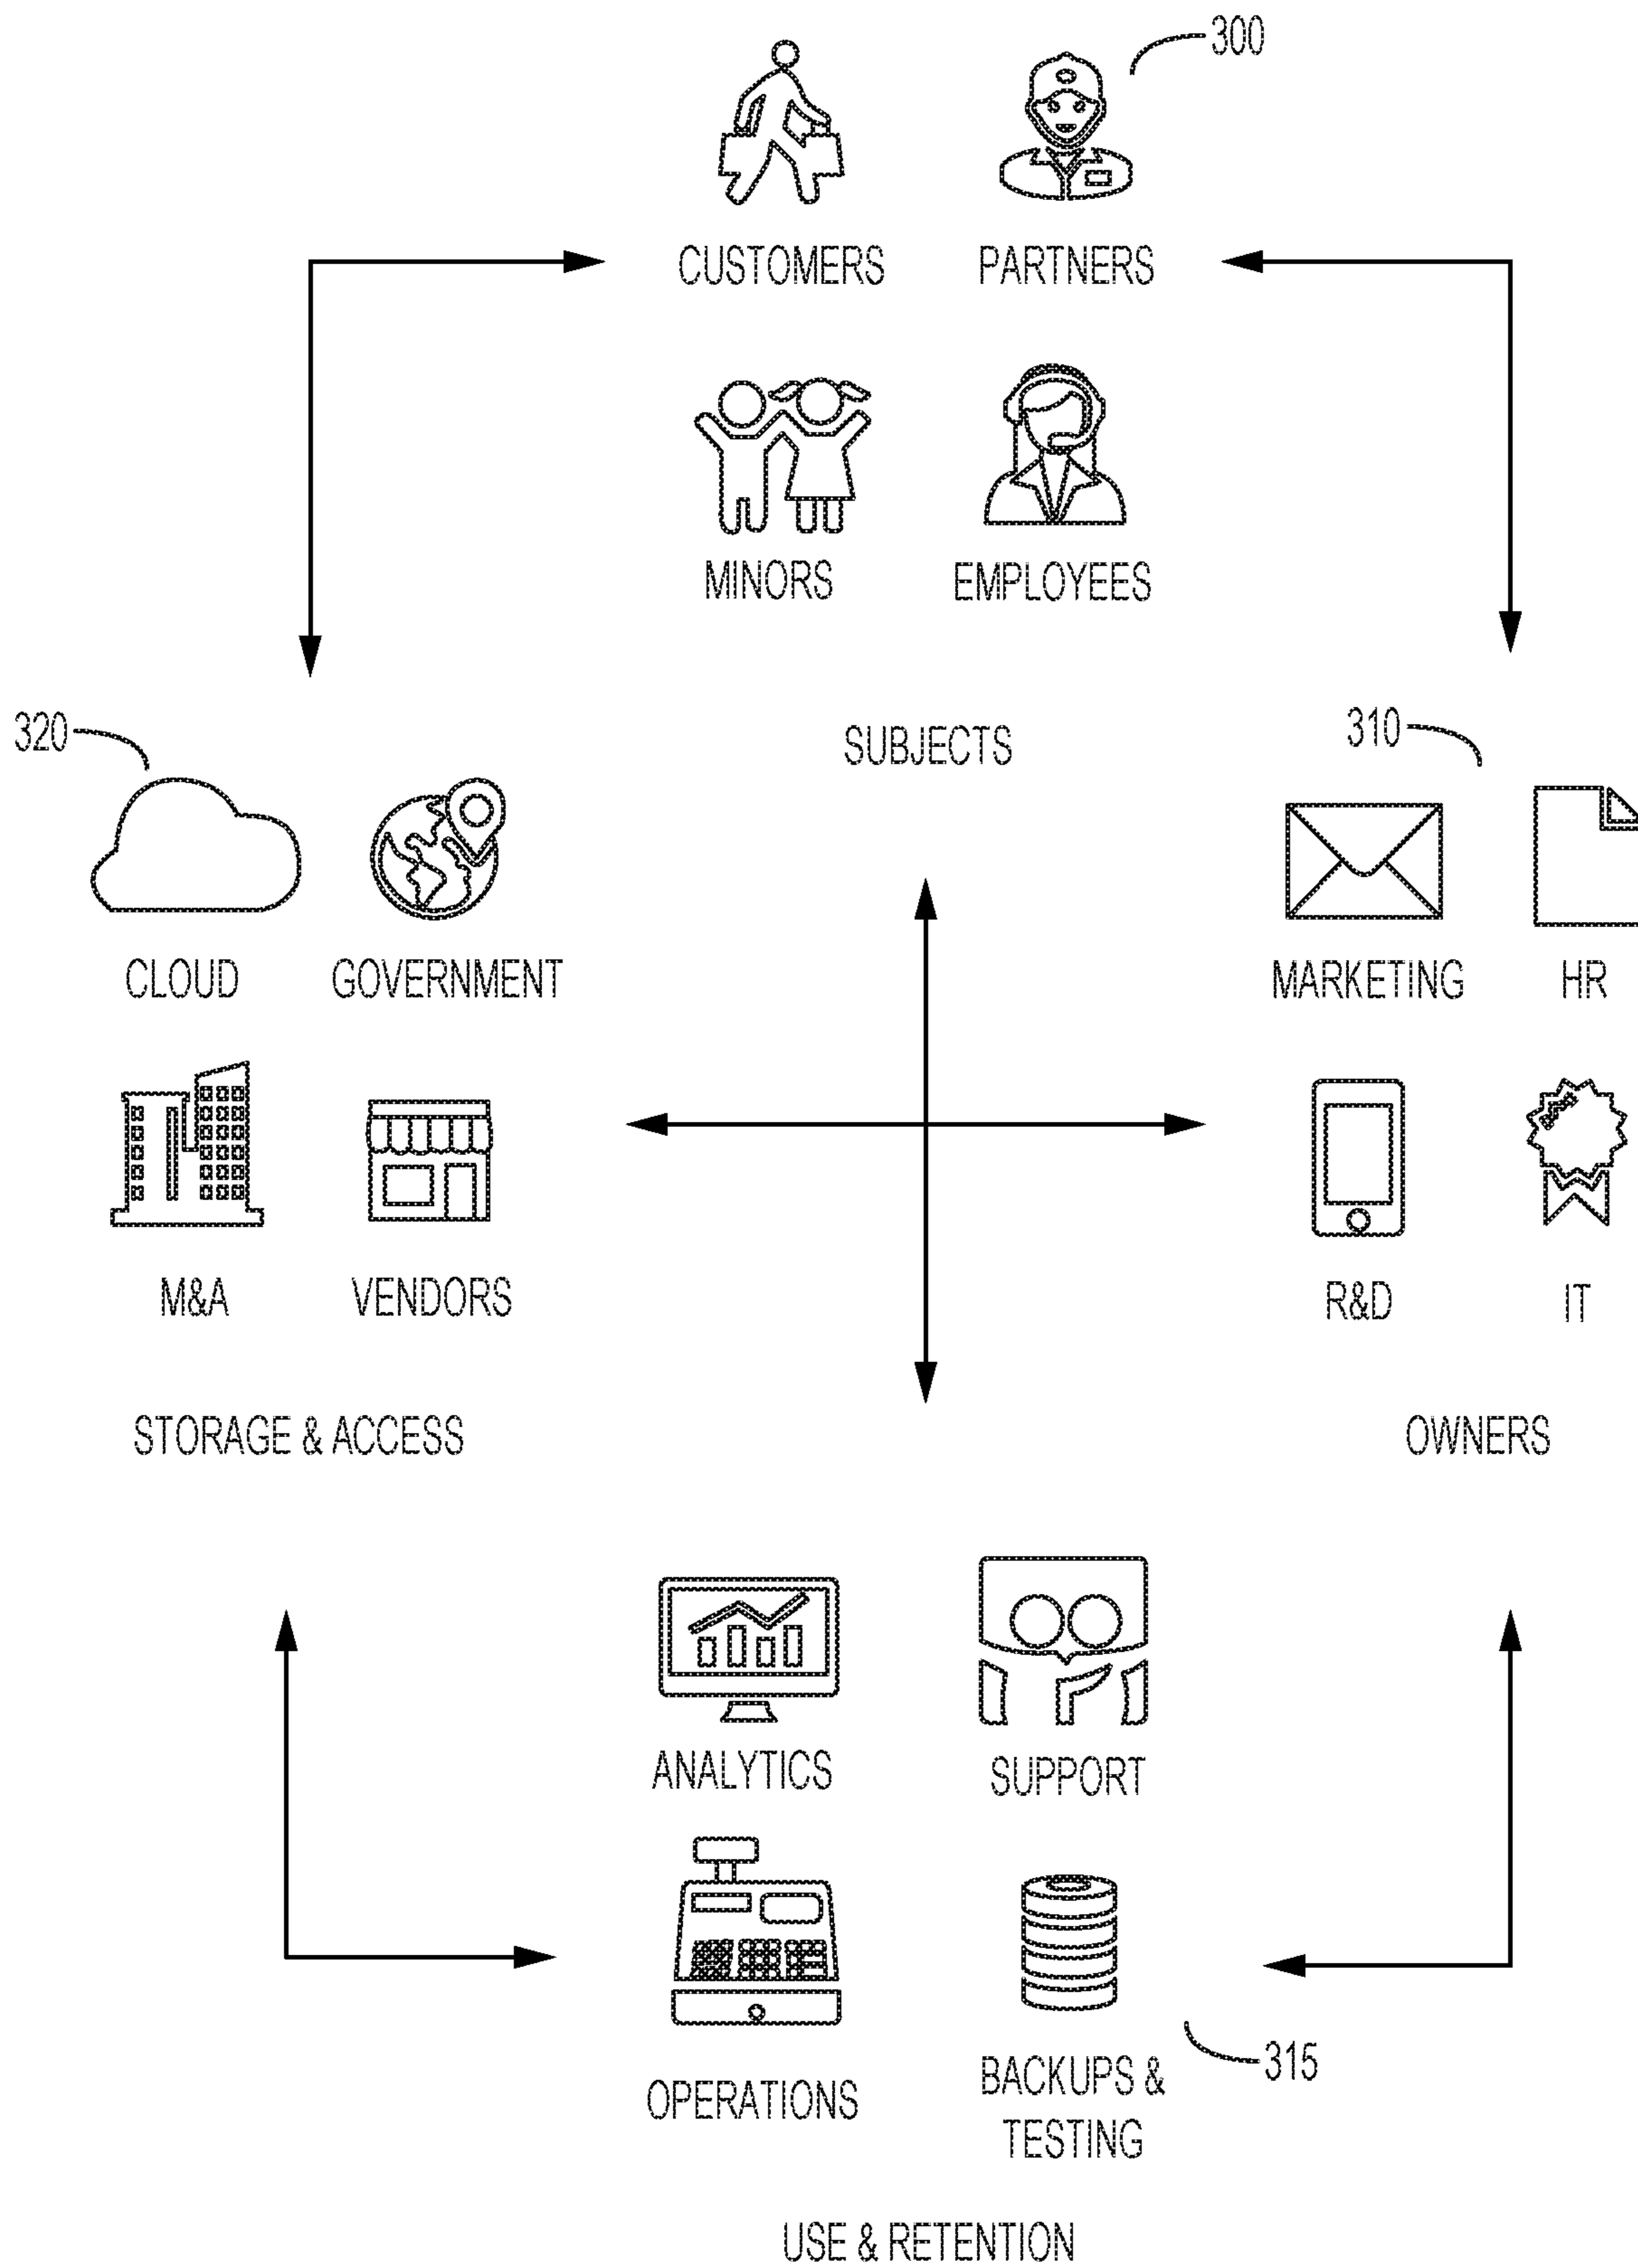 300
CUSTOMERS
PARTNERS
MINORS
EMPLOYEES
SUBJECTS
320
CLOUD
GOVERNMENT
M&A
VENDORS
STORAGE & ACCESS
310
MARKETING
HR
R&D
IT
OWNERS
ANALYTICS
SUPPORT
OPERATIONS
BACKUPS &
TESTING
315
USE & RETENTION